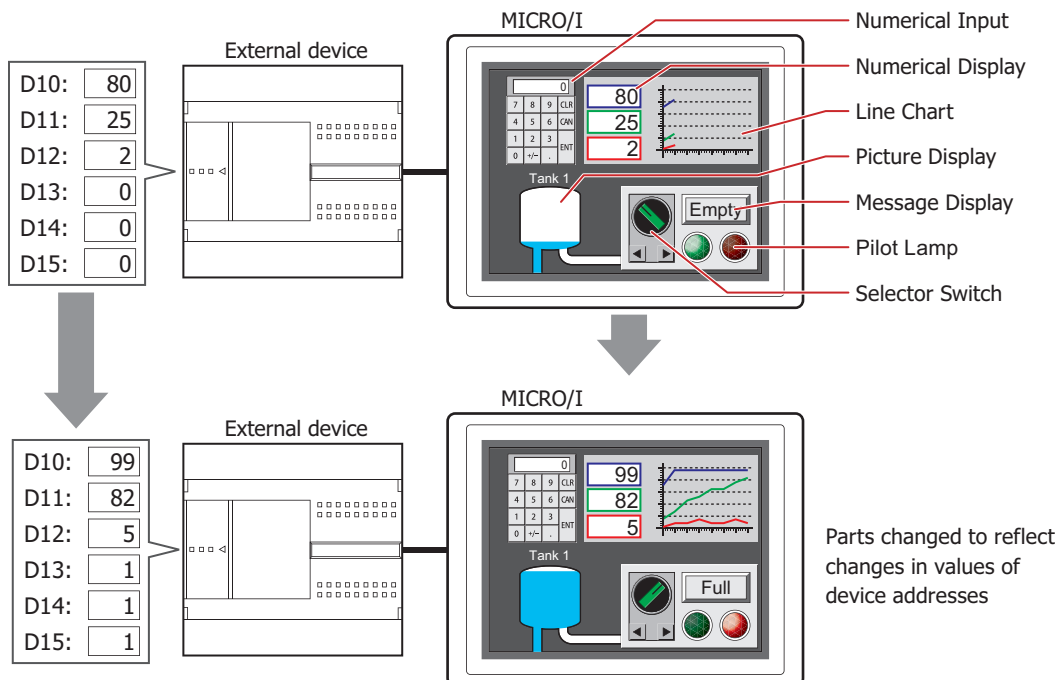 MICRO/I
Numerical Input
External device
Numerical Display
D10: 80
D11: 25
D12: 2
D13: 0
D14: 0
D15: 0
0
7 8 9 CLR
4 5 6 CAN
1 2 3
ENT
0 +/- .
80
25
2
Line Chart
Picture Display
Tank 1
Empty
Message Display
Pilot Lamp
Selector Switch
MICRO/I
External device
D10: 99
D11: 82
D12: 5
D13: 1
D14: 1
D15: 1
0
7 8 9 CLR
4 5 6 CAN
1 2 3
ENT
0 +/- .
99
82
5
Tank 1
Full
Parts changed to reflect
changes in values of
device addresses